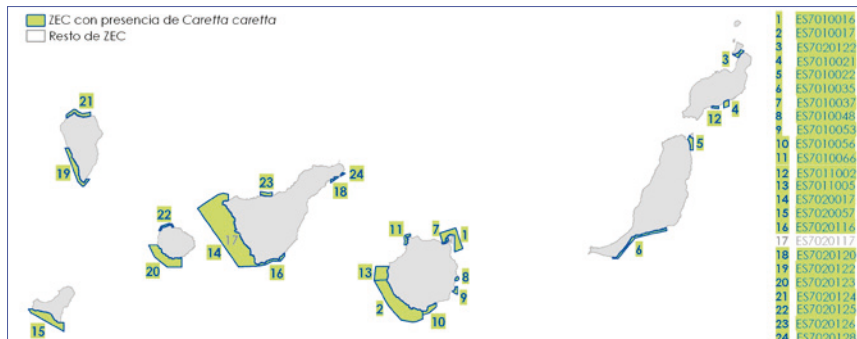 ZEC con presencia de Caretta caretta
Resto de ZEC
1 ES7010016
2 ES7010017
3 ES7020122
4 ES7010021
5 ES7010022
6 ES7010035
7 ES7010037
8 ES7010048
9 ES7010053
10 ES7010056
11 ES7010066
12 ES7011002
13 ES7011005
14 ES7020017
15 ES7020057
16 ES7020116
17 ES7020117
18 ES7020120
19 ES7020122
20 ES7020123
21 ES7020124
22 ES7020125
23 ES7020126
24 ES7020128
3
4
12
21
5
19
24
23
18
22
11
7
1
17
14
6
20
16
13
8
9
2
10
15